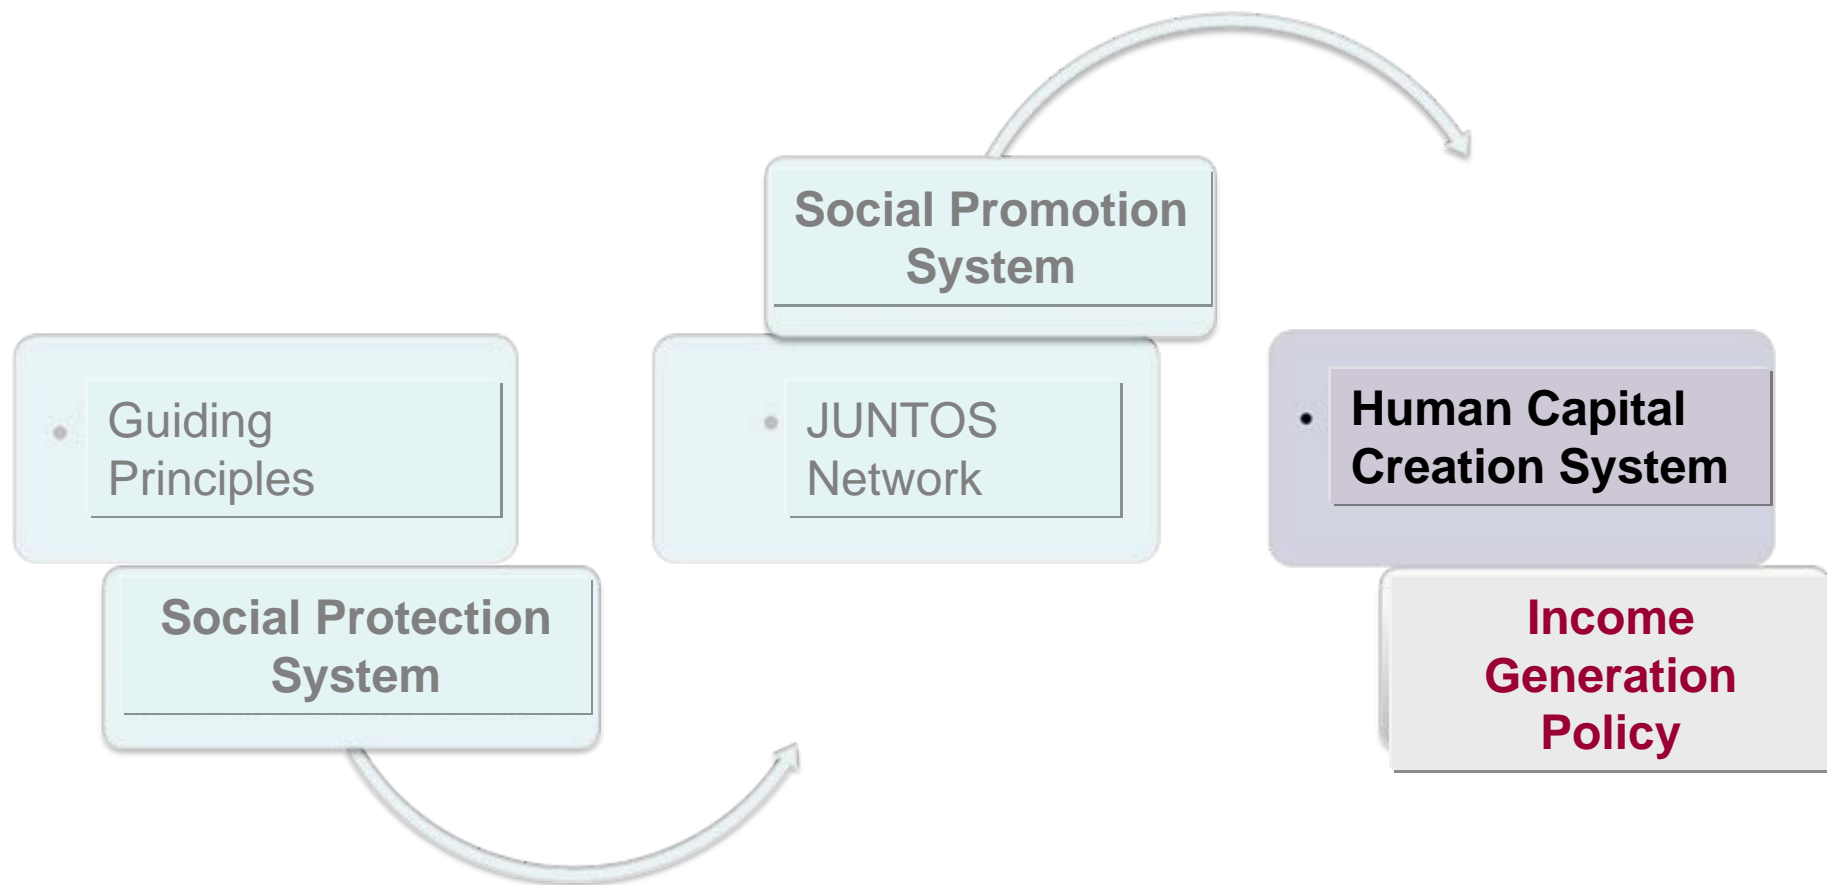 Social Promotion
System
Guiding
Principles
JUNTOS
Network
Human Capital
Creation System
Social Protection
System
Income
Generation
Policy